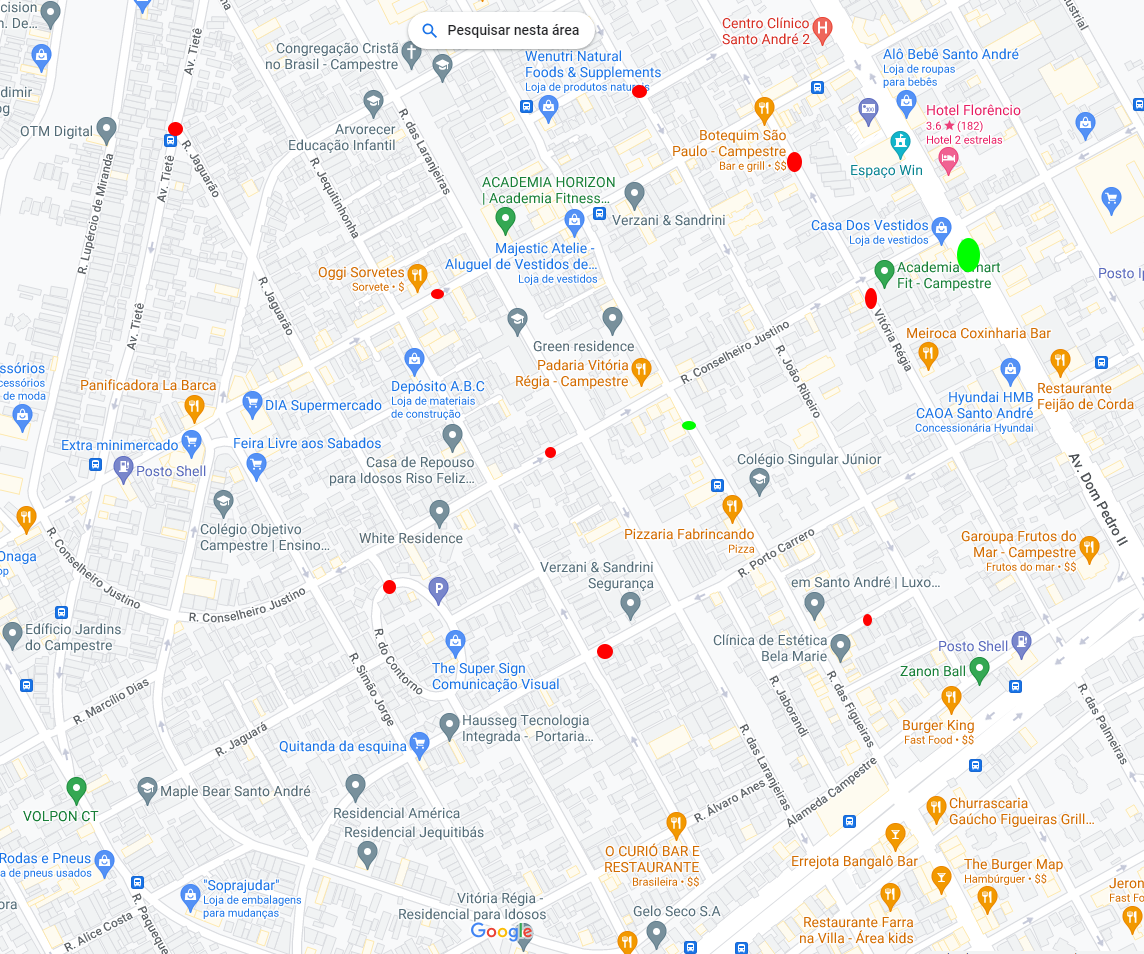 cision
n. De...
Av. Tietê
Pesquisar nesta área
Centro Clínico
Santo André 2
Congregação Cristã
no Brasil - Campestre
Wenutri Natural
Foods & Supplements
Loja de produtos naturais
Alô Bebê Santo André
Loja de roupas
para bebês
ustrial
dimir
og
OTM Digital
Arvorecer
Educação Infantil
R. das Laranjeiras
Botequim São
Paulo - Campestre
Bar e grill • $$
Hotel Florêncio
3.6 ★ (182)
Hotel 2 estrelas
Espaço Win
R. Jaguarão
Av. Tietê
R. Lupércio de Miranda
R. Jequitinhonha
ACADEMIA HORIZON
| Academia Fitness...
Verzani & Sandrini
Majestic Atelie -
Aluguel de Vestidos de...
Loja de vestidos
Casa Dos Vestidos
Loja de vestidos
Oggi Sorvetes
Sorvete • $
Academia Smart
Fit - Campestre
Posto Ip
R. Jaguarão
Av. Tietê
Green residence
R. Conselheiro Justino
Vitória Régia
Meiroca Coxinharia Bar
Padaria Vitória
Régia - Campestre
R. João Ribeiro
ssórios
cessórios
de moda
Panificadora La Barca
Depósito A.B.C
Loja de materiais
de construção
DIA Supermercado
Hyundai HMB
CAOA Santo André
Concessionária Hyundai
Restaurante
Feijão de Corda
Extra minimercado
Feira Livre aos Sabados
Posto Shell
Casa de Repouso
para Idosos Riso Feliz...
Colégio Singular Júnior
Av. Dom Pedro II
Colégio Objetivo
Campestre | Ensino...
White Residence
Pizzaria Fabrincando
Pizza
R. Porto Carrero
Garoupa Frutos do
Mar - Campestre
Frutos do mar • $$
Onaga
op
R. Conselheiro Justino
R. Conselheiro Justino
P
Verzani & Sandrini
Segurança
em Santo André | Luxo...
Edifício Jardins
do Campestre
R. do Contorno
The Super Sign
Comunicação Visual
Clínica de Estética
Bela Marie
Posto Shell
Zanon Ball
R. Marcílio Dias
R. Simão Jorge
R. Jaborandi
R. das Figueiras
R. das Palmeiras
R. Jaguará
Quitanda da esquina
Hausseg Tecnologia
Integrada - Portaria...
R. das Laranjeiras
Burger King
Fast Food • $$
VOLPON CT
Maple Bear Santo André
Residencial América
Residencial Jequitibás
R. Álvaro Anes
Alameda Campestre
Churrascaria
Gaúcho Figueiras Grill...
Rodas e Pneus
a de pneus usados
O CURIÓ BAR E
RESTAURANTE
Brasileira • $$
Errejota Bangalô Bar
The Burger Map
Hambúrguer • $$
"Soprajudar"
Loja de embalagens
para mudanças
ora
R. Alice Costa
R. Paquequer
Vitória Régia -
Residencial para Idosos
Google
Gelo Seco S.A
Restaurante Farra
na Villa - Área kids
Jeron
Fast Fo